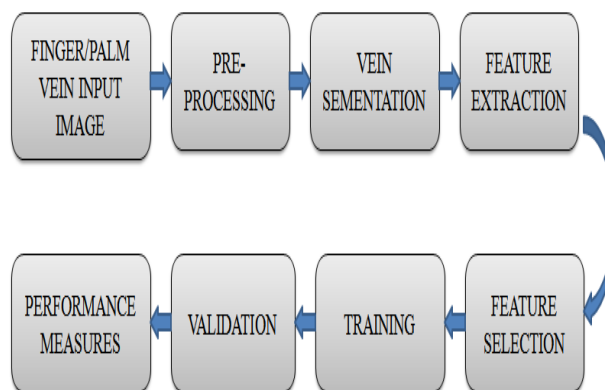 FINGER/PALM
VEIN INPUT
IMAGE
PRE-
PROCESSING
VEIN
SEMENTATION
FEATURE
EXTRACTION
FEATURE
SELECTION
TRAINING
VALIDATION
PERFORMANCE
MEASURES